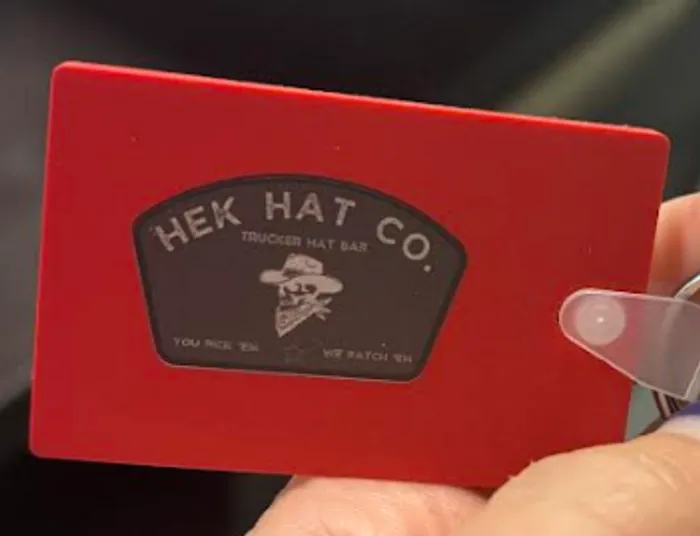 HEK HAT CO.
TRUCKER HAT BAR
YOU PICK 'EM WE PATCH 'EM